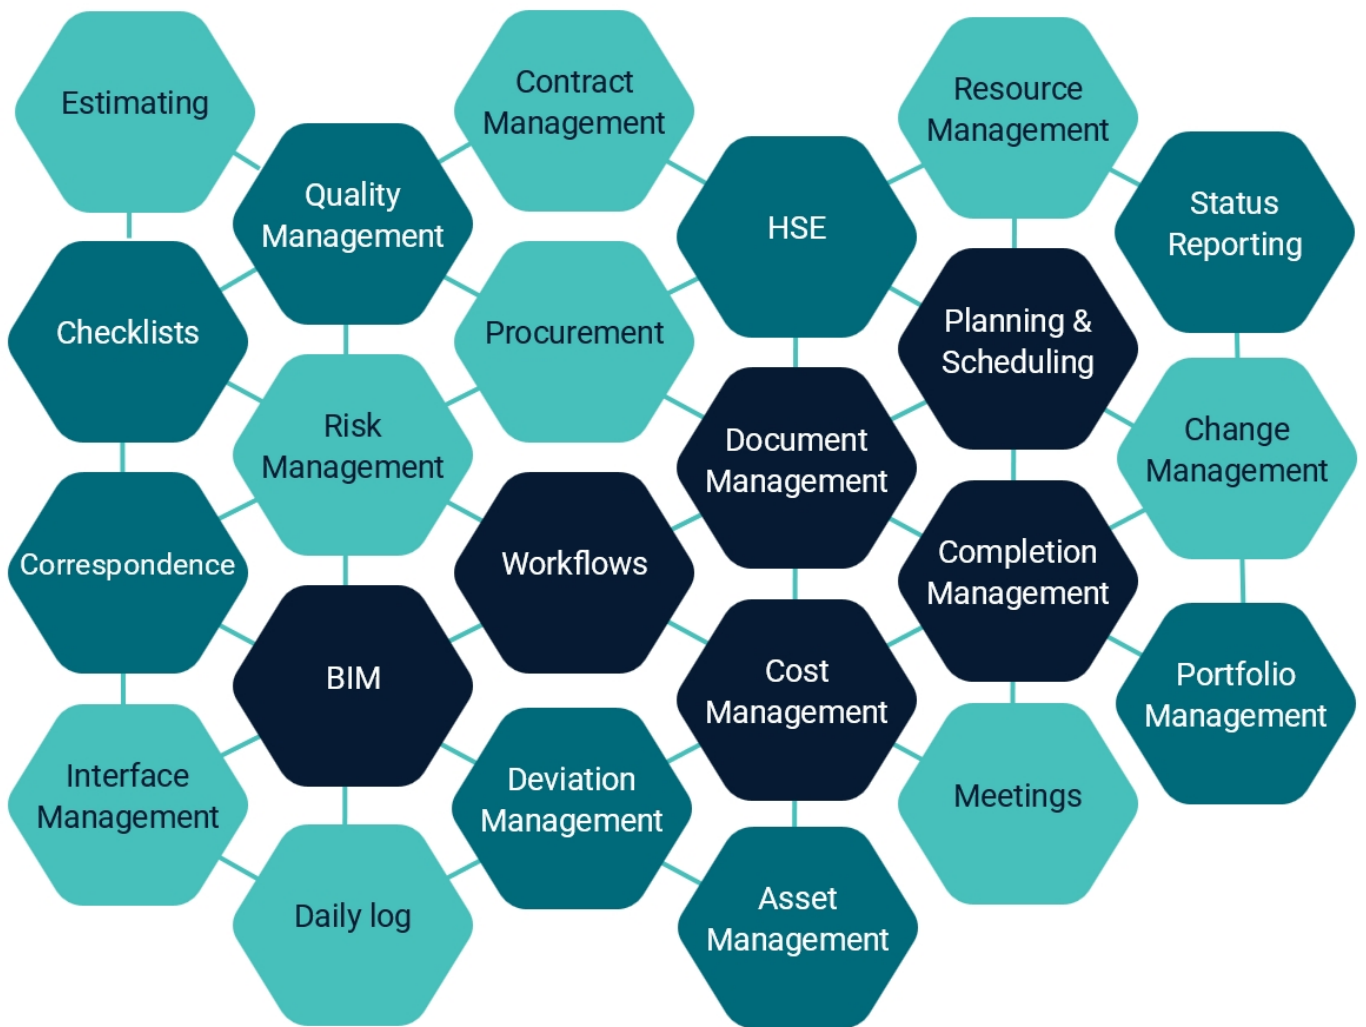 Estimating
Contract
Management
Resource
Management
Quality
Management
HSE
Status
Reporting
Checklists
Procurement
Planning &
Scheduling
Risk
Management
Document
Management
Change
Management
Correspondence
Workflows
Completion
Management
BIM
Cost
Management
Portfolio
Management
Interface
Management
Deviation
Management
Meetings
Daily log
Asset
Management